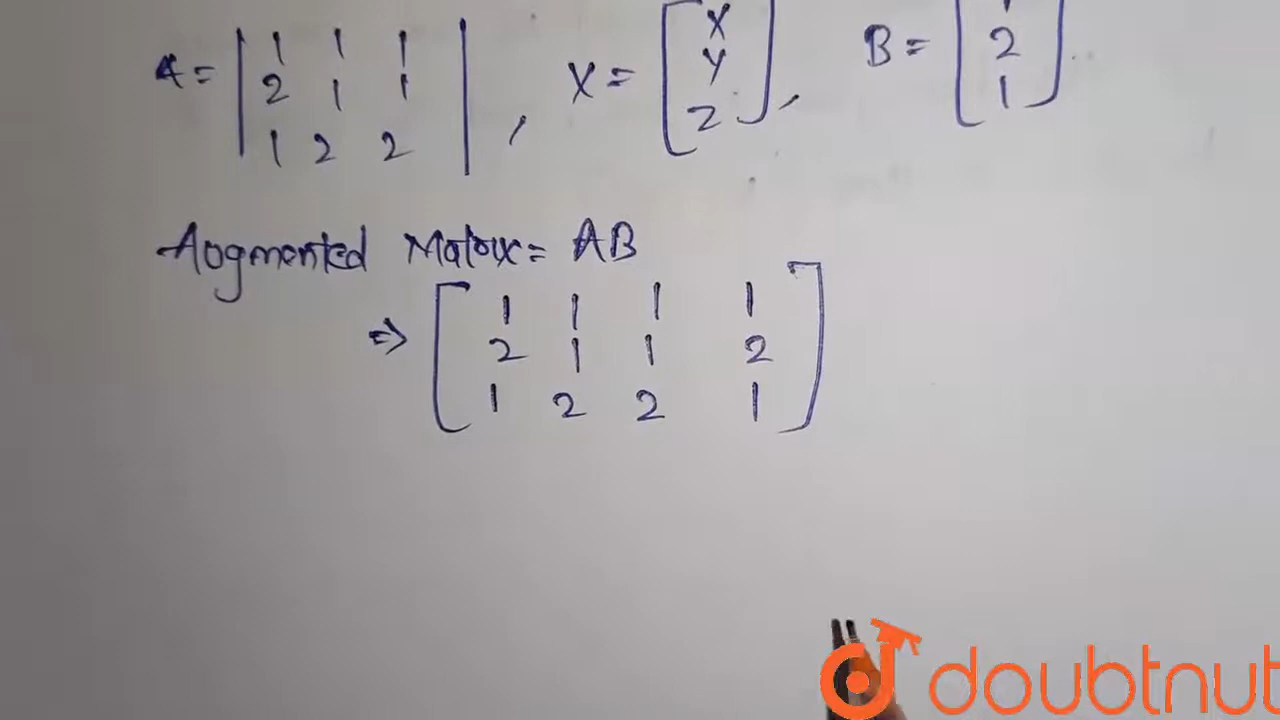 A = | 1 1 1 |
| 2 1 1 |
| 1 2 2 | ,
X = [ x
y
z ] ,
B = [ 1
2
1 ]
Augmented Matrix = AB
⇒ [ 1 1 1 1
2 1 1 2
1 2 2 1 ]
doubtnut